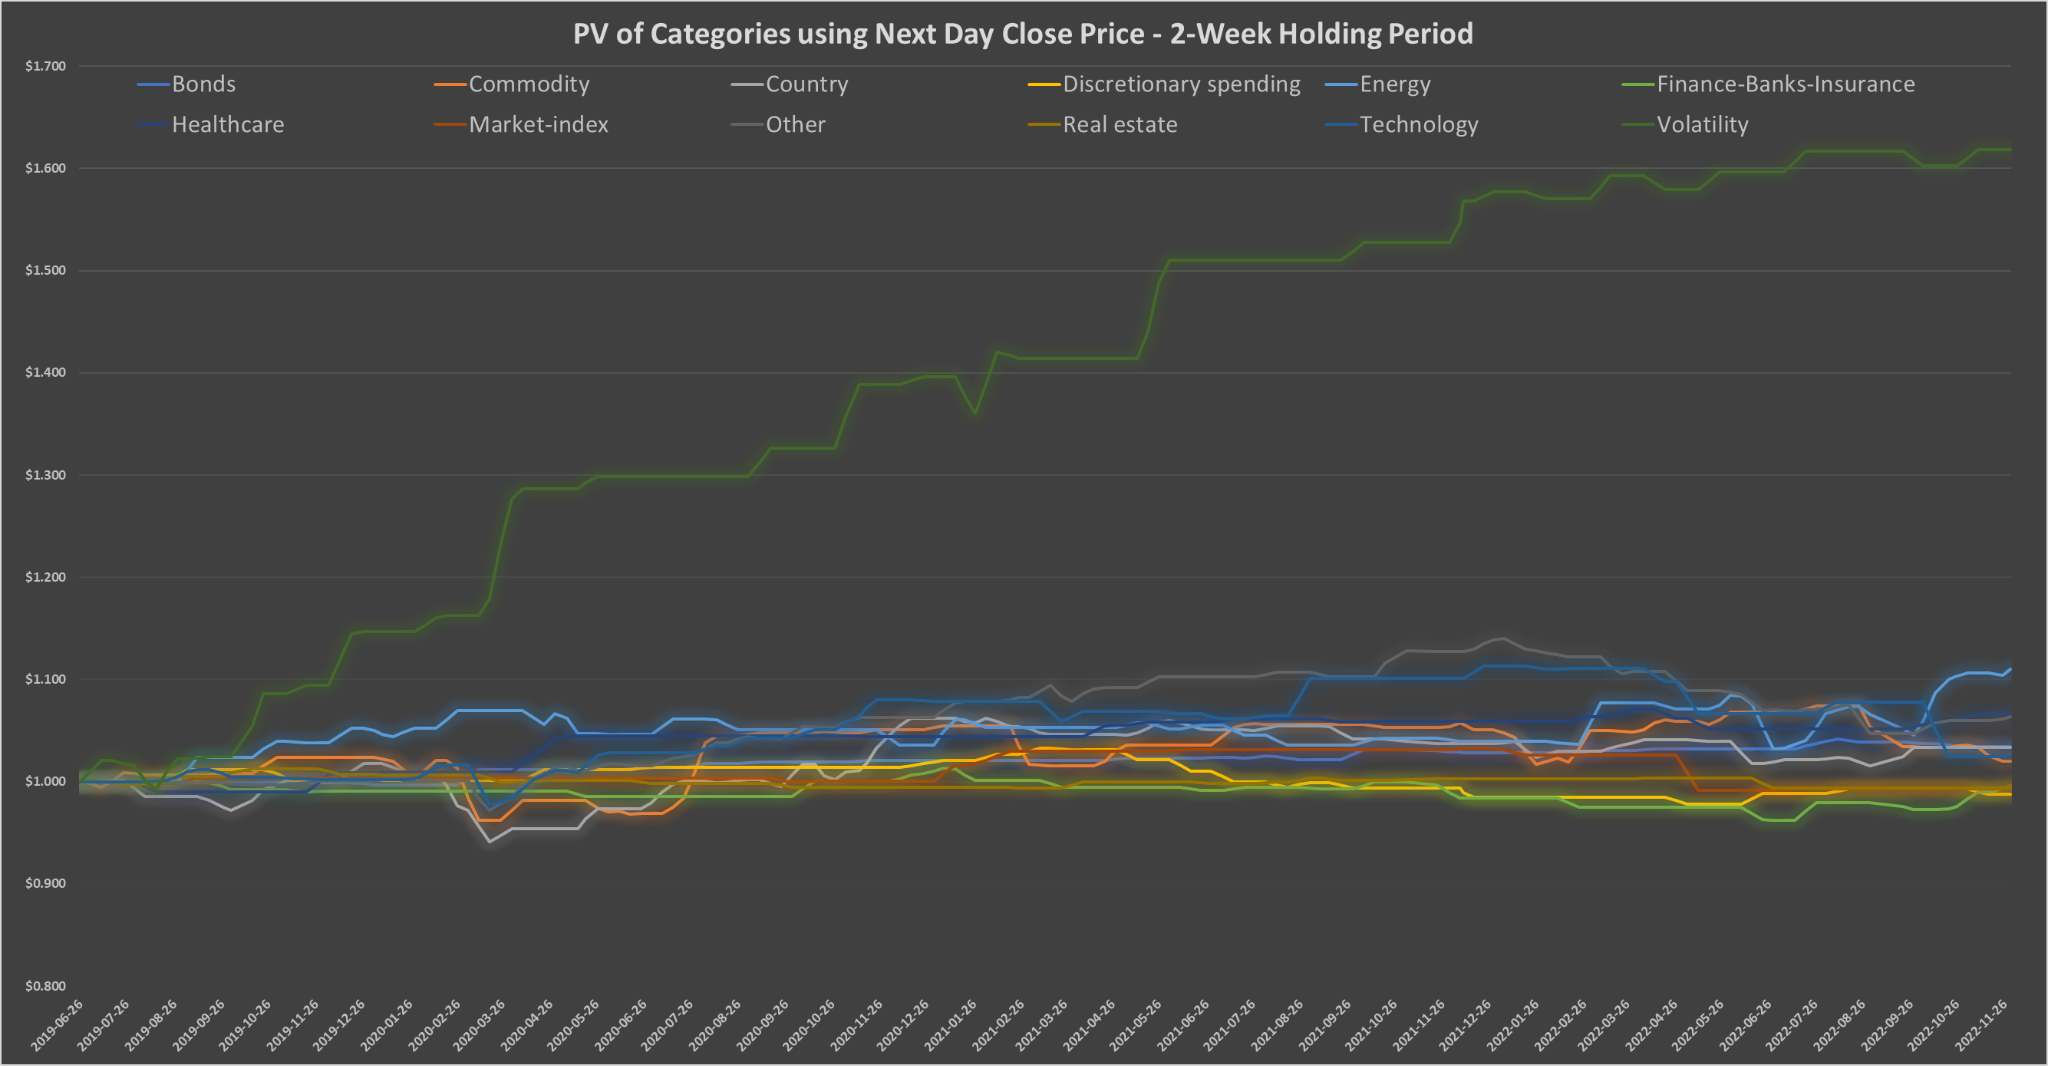 PV of Categories using Next Day Close Price - 2-Week Holding Period
$1.700
Bonds Commodity Country Discretionary spending Energy Finance-Banks-Insurance
Healthcare Market-index Other Real estate Technology Volatility
$1.600
$1.500
$1.400
$1.300
$1.200
$1.100
$1.000
$0.900
$0.800
2019-06-26 2019-07-26 2019-08-26 2019-09-26 2019-10-26 2019-11-26 2019-12-26 2020-01-26 2020-02-26 2020-03-26 2020-04-26 2020-05-26 2020-06-26 2020-07-26 2020-08-26 2020-09-26 2020-10-26 2020-11-26 2020-12-26 2021-01-26 2021-02-26 2021-03-26 2021-04-26 2021-05-26 2021-06-26 2021-07-26 2021-08-26 2021-09-26 2021-10-26 2021-11-26 2021-12-26 2022-01-26 2022-02-26 2022-03-26 2022-04-26 2022-05-26 2022-06-26 2022-07-26 2022-08-26 2022-09-26 2022-10-26 2022-11-26